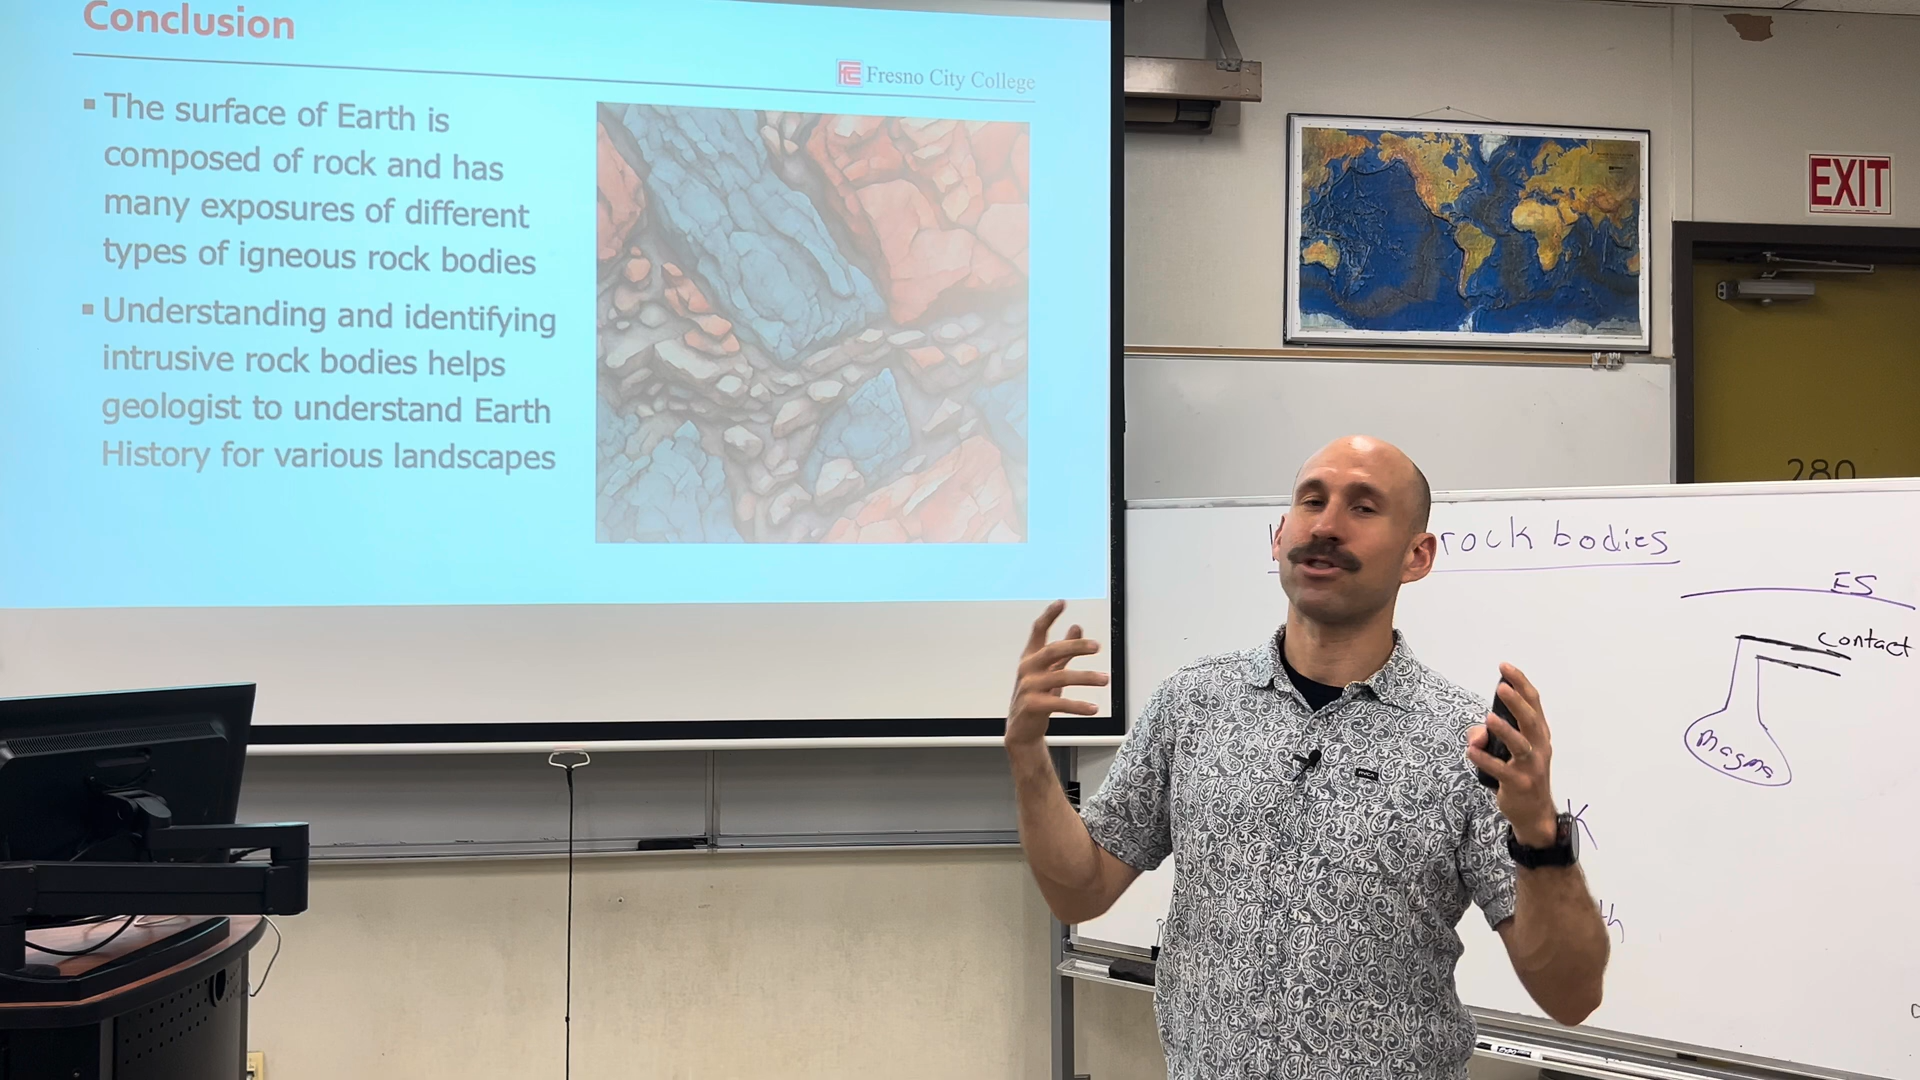 Conclusion
Fresno City College
The surface of Earth is
composed of rock and has
many exposures of different
types of igneous rock bodies
Understanding and identifying
intrusive rock bodies helps
geologist to understand Earth
History for various landscapes
EXIT
280
rock bodies
ES
contact
Magma
RVCA